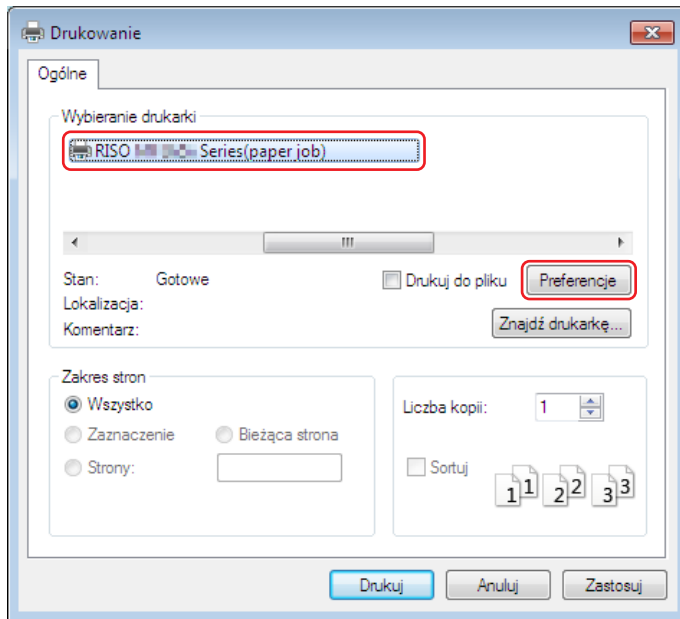 Drukowanie
Ogólne
Wybieranie drukarki
RISO Series(paper job)
Stan: Gotowe
Drukuj do pliku
Preferencje
Lokalizacja:
Komentarz:
Znajdź drukarkę...
Zakres stron
Wszystko
Zaznaczenie
Bieżąca strona
Strony:
Liczba kopii: 1
Sortuj
1 1 2 2 3 3
Drukuj
Anuluj
Zastosuj